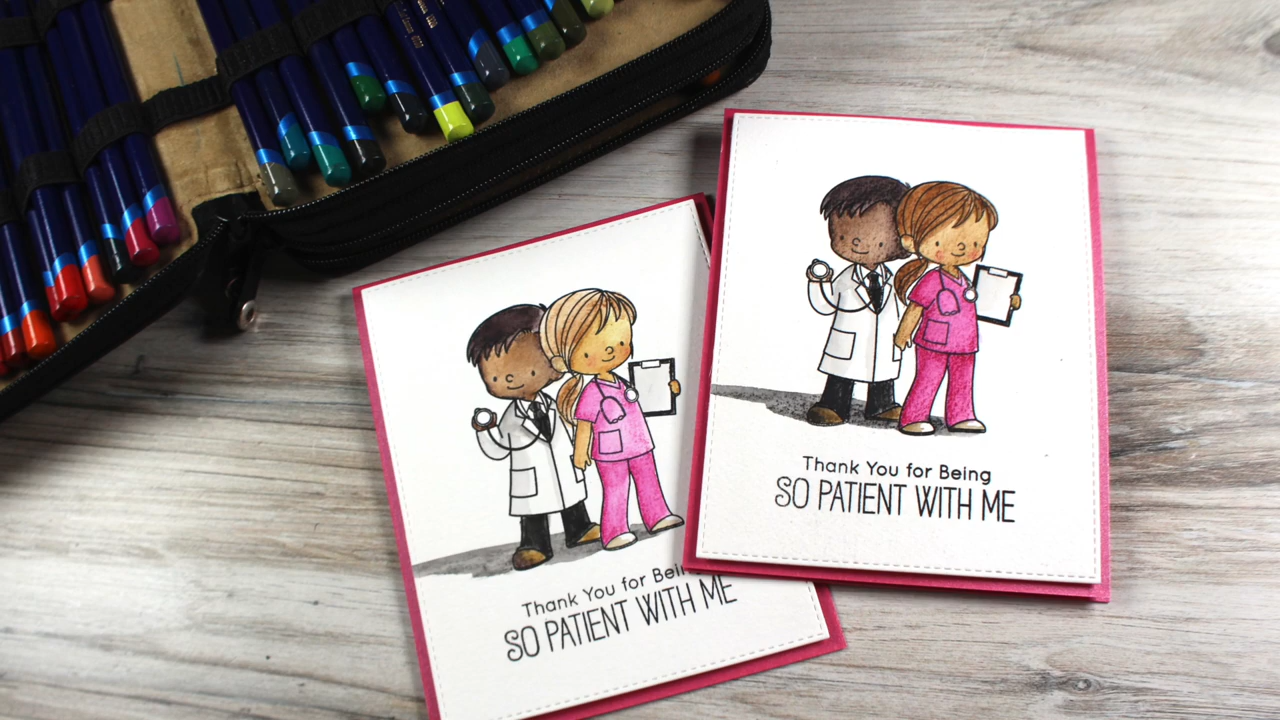 Thank You for Being
SO PATIENT WITH ME
Thank You for Bein
SO PATIENT WITH ME